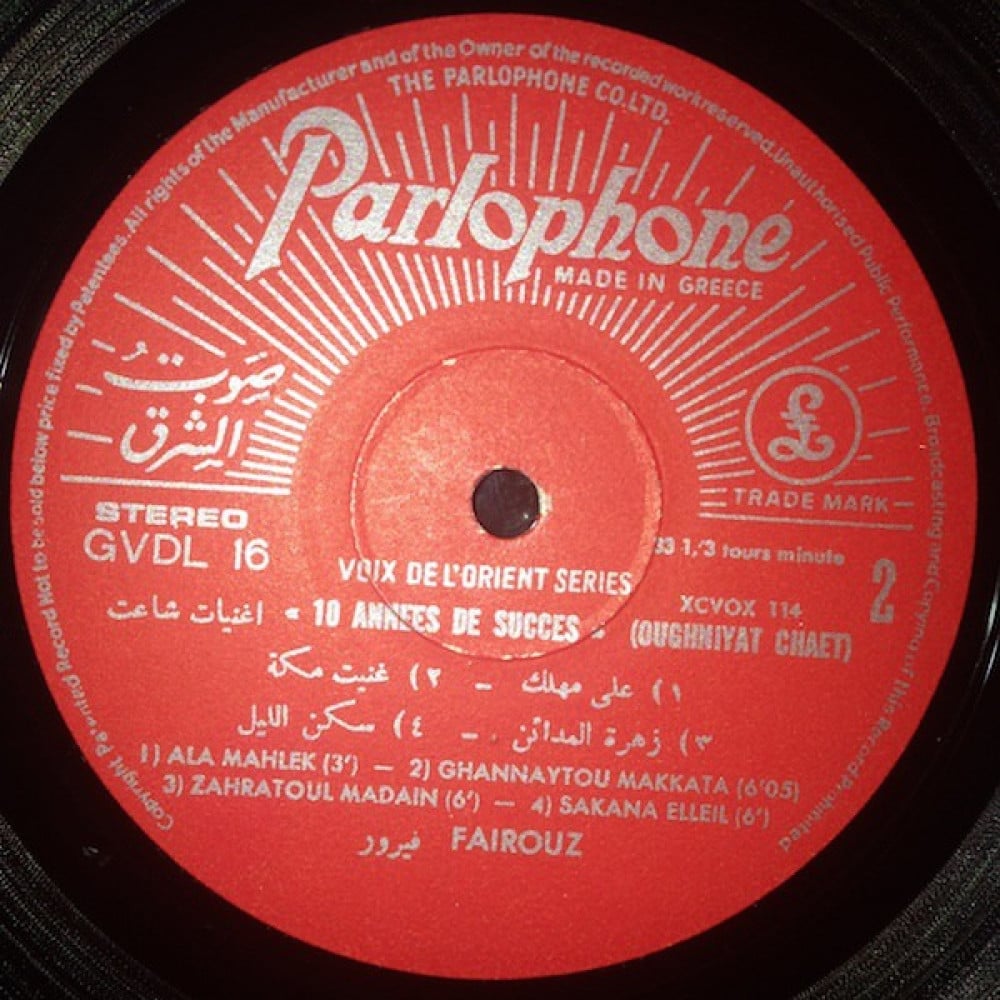 Copyright Patented Record Not to be sold below price fixed by Patentees. All rights of the Manufacturer and of the Owner of the recorded work reserved. Unauthorised Public Performance, Broadcasting and Copying of this Record Prohibited
THE PARLOPHONE CO. LTD.
Parlophone
MADE IN GREECE
صَوتُ
الشرق
£
TRADE MARK
STEREO
GVDL 16
33 1/3 tours minute
2
VOIX DE L'ORIENT SERIES
XCVOX 114
اغنيات شاعت « 10 ANNEES DE SUCCES » (OUGHNIYAT CHAET)
١) على مهلك – ٢) غنيت مكة
٣) زهرة المدائن – ٤) سكن الليل
1) ALA MAHLEK (3') — 2) GHANNAYTOU MAKKATA (6'05)
3) ZAHRATOUL MADAIN (6') — 4) SAKANA ELLEIL (6')
فيرور FAIROUZ